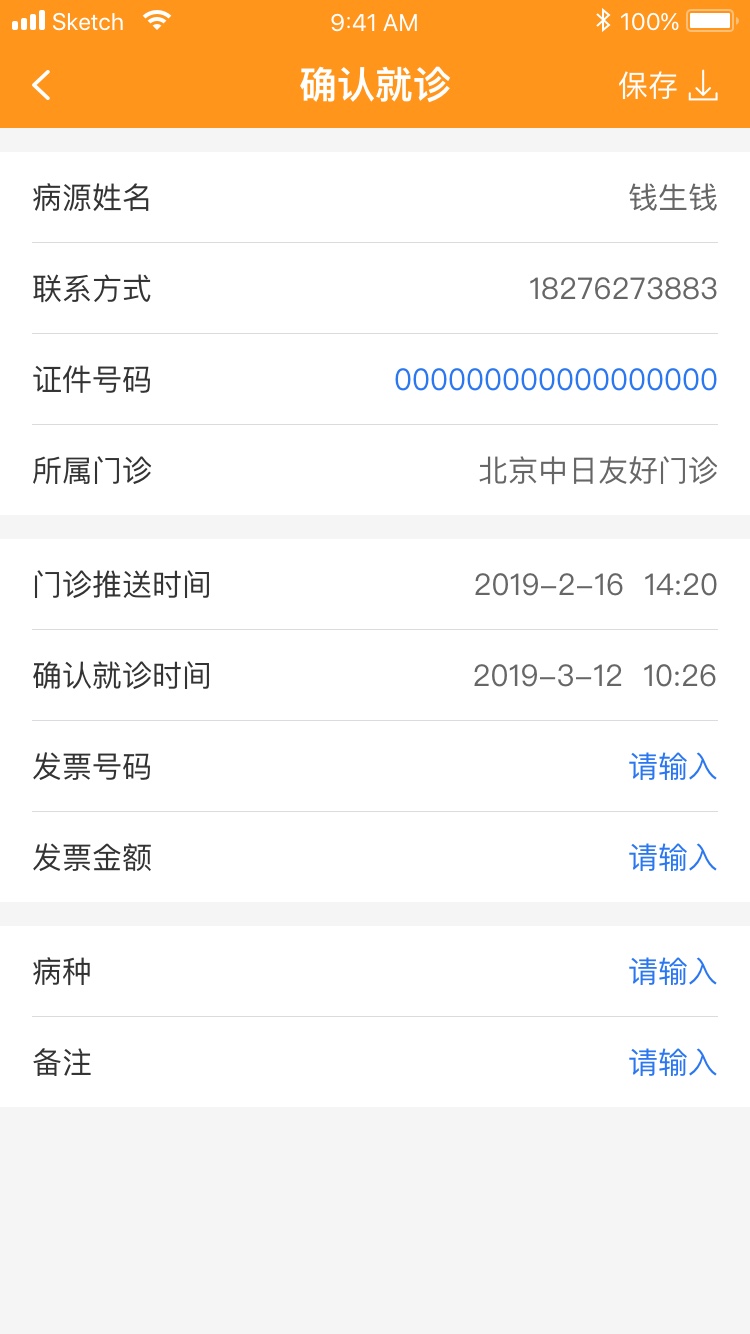 Sketch 9:41 AM 100%
确认就诊 保存
病源姓名 钱生钱
联系方式 18276273883
证件号码 000000000000000000
所属门诊 北京中日友好门诊
门诊推送时间 2019-2-16 14:20
确认就诊时间 2019-3-12 10:26
发票号码 请输入
发票金额 请输入
病种 请输入
备注 请输入